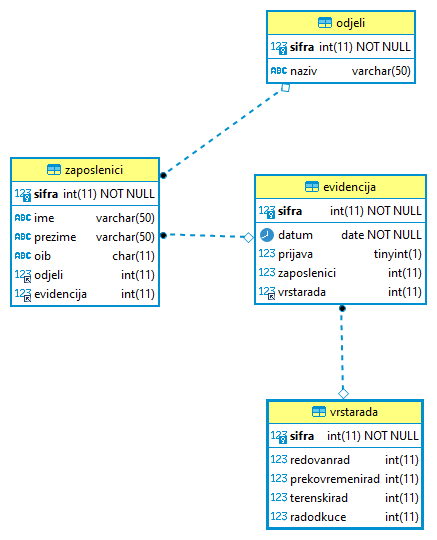 odjeli
123 sifra int(11) NOT NULL
ABC naziv varchar(50)
zaposlenici
123 sifra int(11) NOT NULL
ABC ime varchar(50)
ABC prezime varchar(50)
ABC oib char(11)
123 odjeli int(11)
123 evidencija int(11)
evidencija
123 sifra int(11) NOT NULL
datum date NOT NULL
123 prijava tinyint(1)
123 zaposlenici int(11)
123 vrstarada int(11)
vrstarada
123 sifra int(11) NOT NULL
123 redovanrad int(11)
123 prekovremenirad int(11)
123 terenskirad int(11)
123 radodkuce int(11)